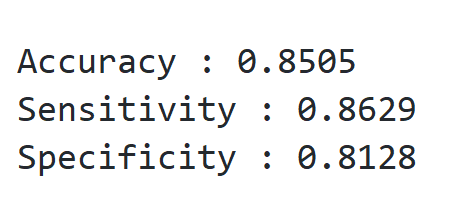 Accuracy : 0.8505
Sensitivity : 0.8629
Specificity : 0.8128